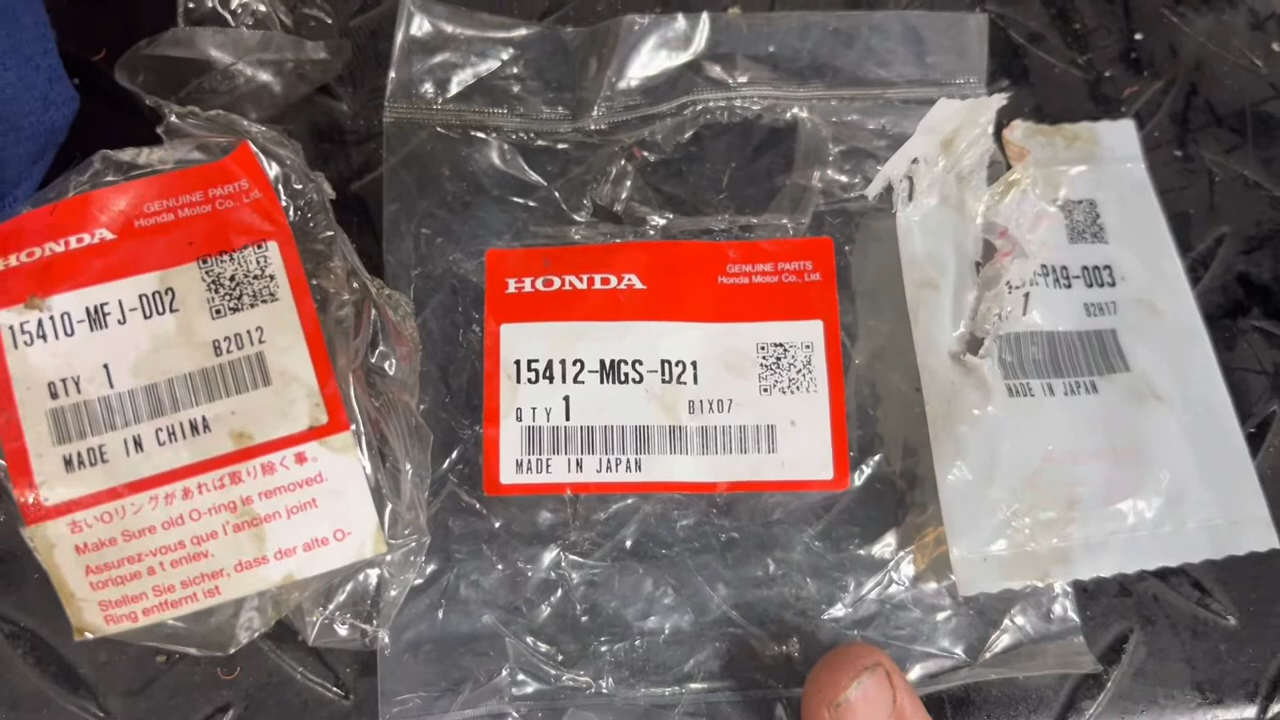 GENUINE PARTS
Honda Motor Co., Ltd.
HONDA
15410-MFJ-D02
B2D12
QTY 1
MADE IN CHINA
古いOリングがあれば取り除く事。
Make Sure old O-ring is removed.
Assurez-vous que l'ancien joint
torique a t enlev.
Stellen Sie sicher, dass der alte O-
Ring entfernt ist
HONDA
GENUINE PARTS
Honda Motor Co., Ltd.
15412-MGS-D21
QTY 1
B1X07
MADE IN JAPAN
-PA9-003
1
B2H17
MADE IN JAPAN